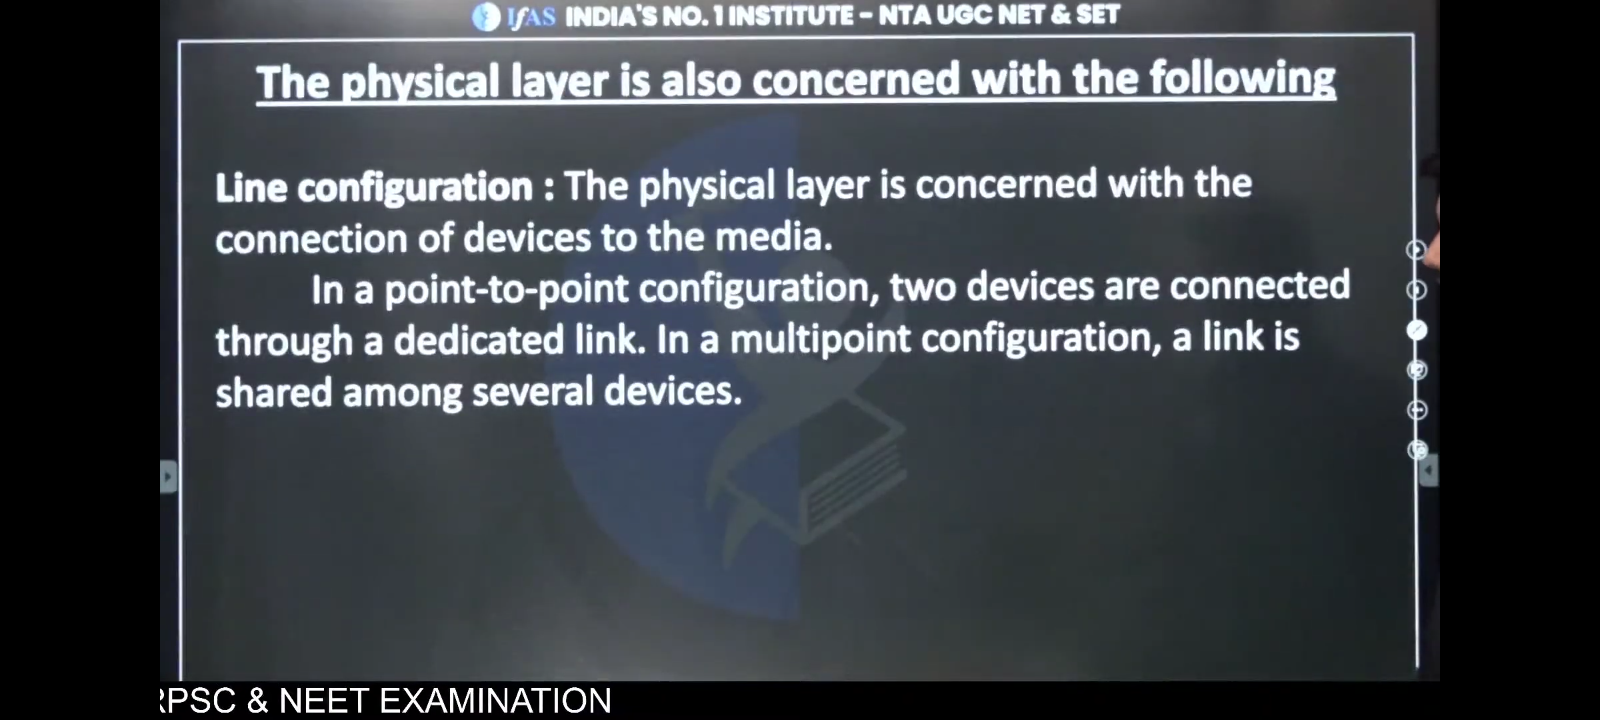 IFAS INDIA'S NO. 1 INSTITUTE – NTA UGC NET & SET
The physical layer is also concerned with the following
Line configuration : The physical layer is concerned with the
connection of devices to the media.
In a point-to-point configuration, two devices are connected
through a dedicated link. In a multipoint configuration, a link is
shared among several devices.
RPSC & NEET EXAMINATION